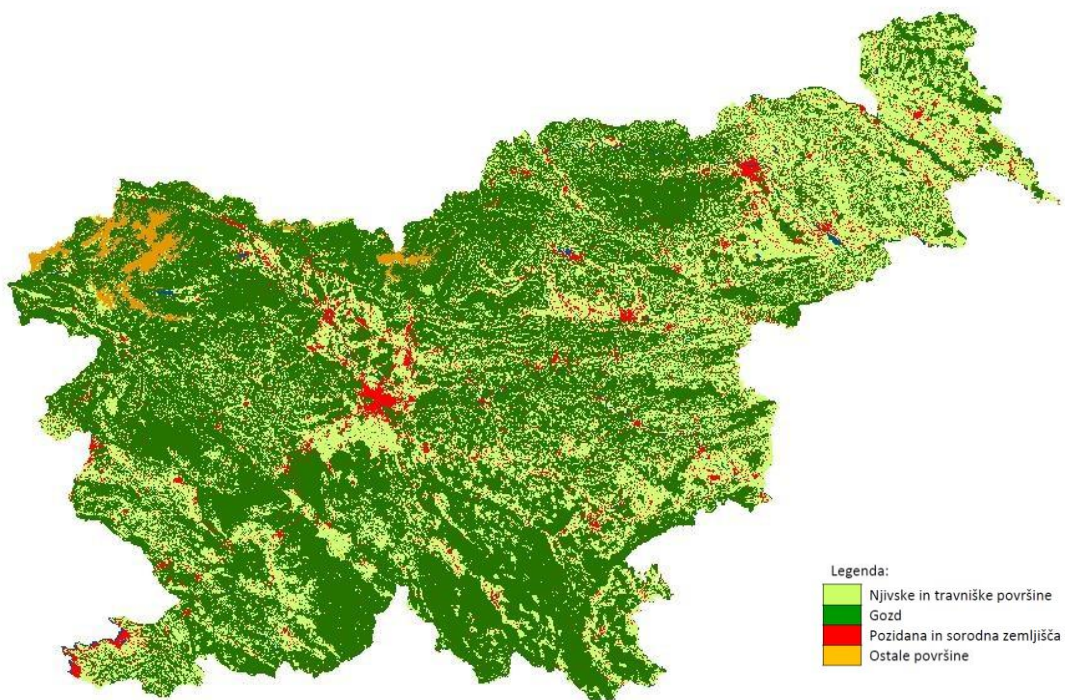 Legenda:
Njivske in travniške površine
Gozd
Pozidana in sorodna zemljišča
Ostale površine